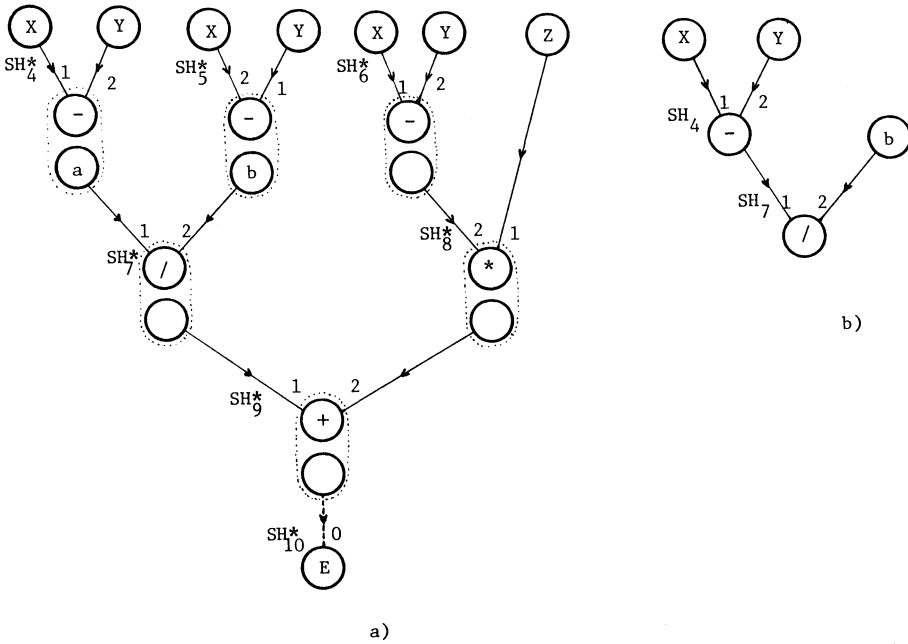 X Y X Y X Y Z X Y
SH*4 1 2 SH*5 2 1 SH*6 1 2 SH4 1 2
- - - - b
a b
SH*7 1 2 SH*8 2 1 SH7 1 2
/ * /
b)
SH*9 1 2
+
SH*10 0
E
a)